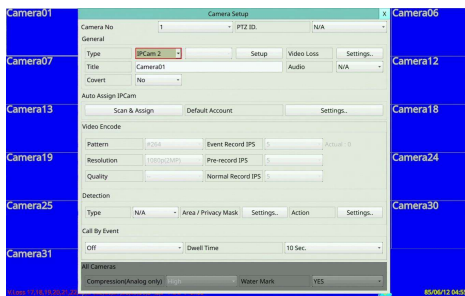 Camera01
Camera Setup
X
Camera06
Camera No 1 PTZ ID. N/A
General
Type IPCam 2 Setup Video Loss Settings..
Camera07
Title Camera01 Audio N/A
Camera12
Covert No
Auto Assign IPCam
Camera13
Scan & Assign Default Account Settings..
Camera18
Video Encode
Pattern H264 Event Record IPS 5 Actual : 0
Camera19
Resolution 1080p(2MP) Pre-record IPS 5
Camera24
Quality - Normal Record IPS 5
Detection
Camera25
Type N/A Area / Privacy Mask Settings.. Action Settings..
Camera30
Call By Event
Off Dwell Time 10 Sec.
Camera31
All Cameras
Compression(Analog only) High Water Mark YES
85/06/12 04:5